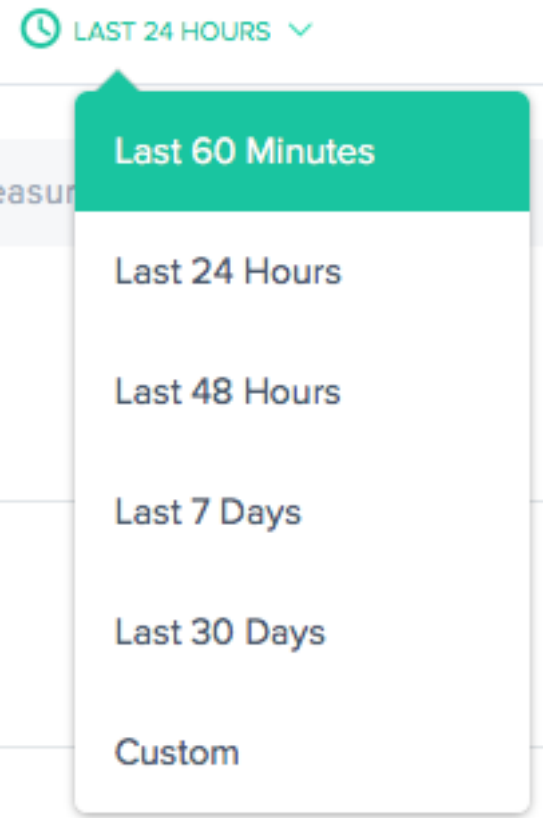 LAST 24 HOURS
Last 60 Minutes
Last 24 Hours
Last 48 Hours
Last 7 Days
Last 30 Days
Custom